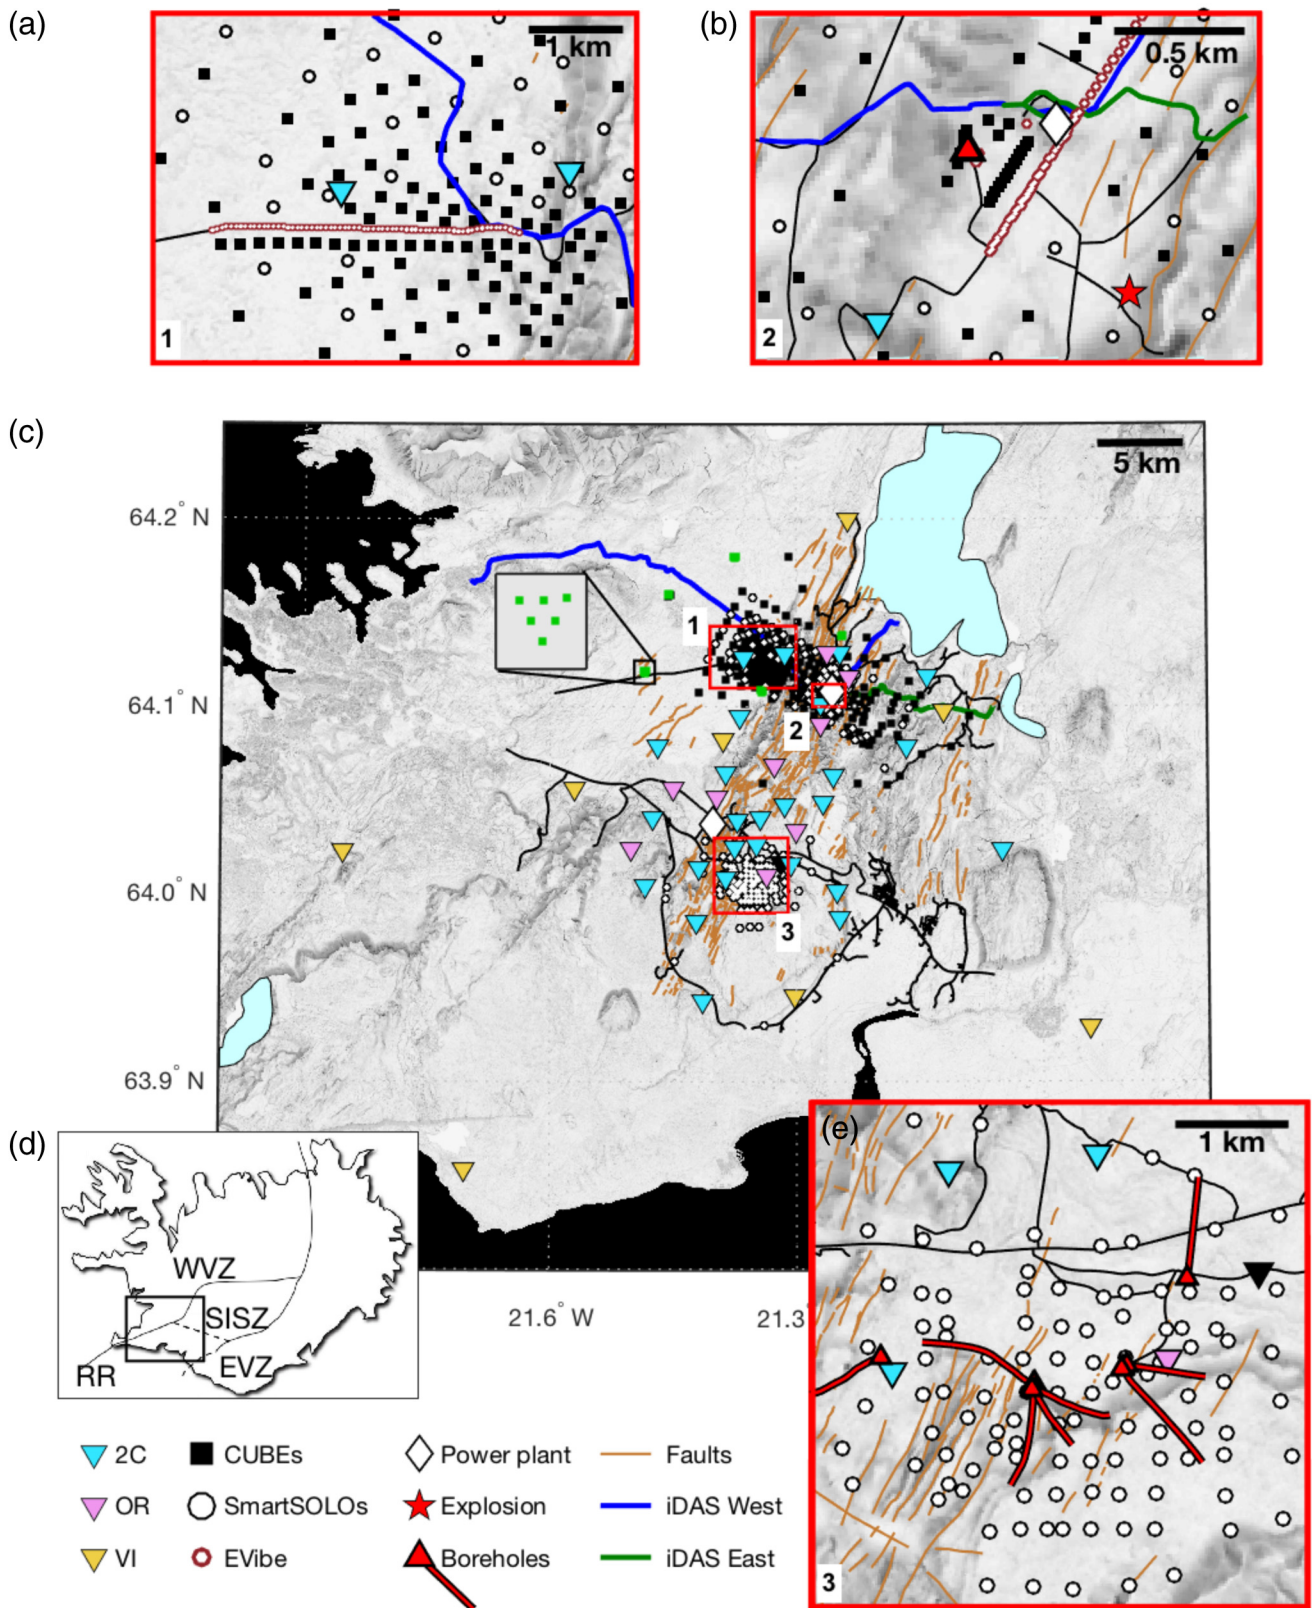 (a)
1 km
1
(b)
0.5 km
2
(c)
5 km
64.2° N
64.1° N
64.0° N
63.9° N
1
2
3
21.6° W
21.3
(d)
WVZ
SISZ
EVZ
RR
(e)
1 km
3
2C CUBEs Power plant Faults
OR SmartSOLOs Explosion iDAS West
VI EVibe Boreholes iDAS East